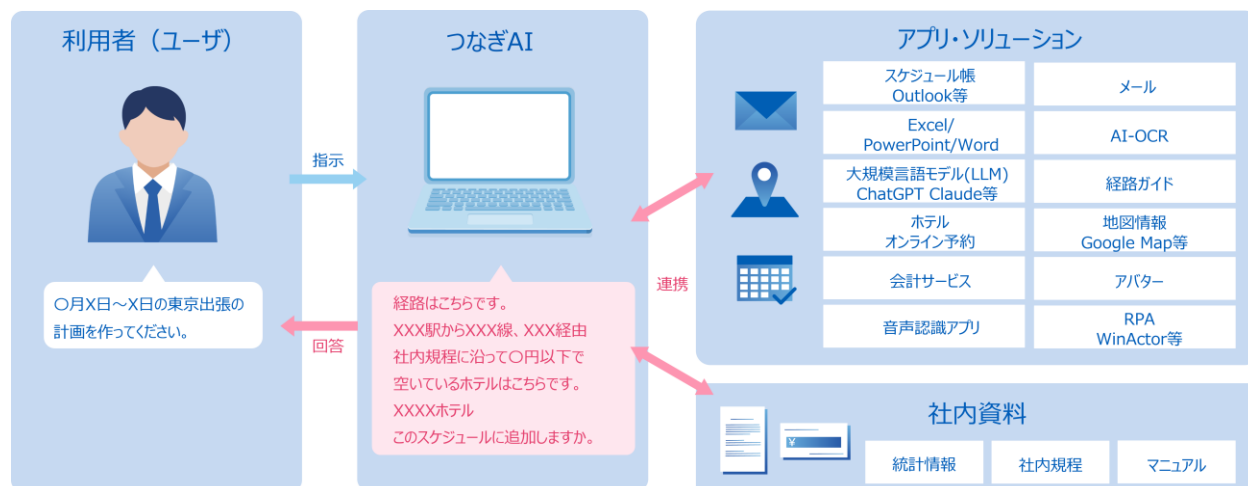 利用者（ユーザ）
指示
〇月X日～X日の東京出張の
計画を作ってください。
回答
つなぎAI
経路はこちらです。
XXX駅からXXX線、XXX経由
社内規程に沿って〇円以下で
空いているホテルはこちらです。
XXXXホテル
このスケジュールに追加しますか。
連携
アプリ・ソリューション
スケジュール帳
Outlook等
メール
Excel/
PowerPoint/Word
AI-OCR
大規模言語モデル(LLM)
ChatGPT Claude等
経路ガイド
ホテル
オンライン予約
地図情報
Google Map等
会計サービス
アバター
音声認識アプリ
RPA
WinActor等
社内資料
¥
統計情報
社内規程
マニュアル